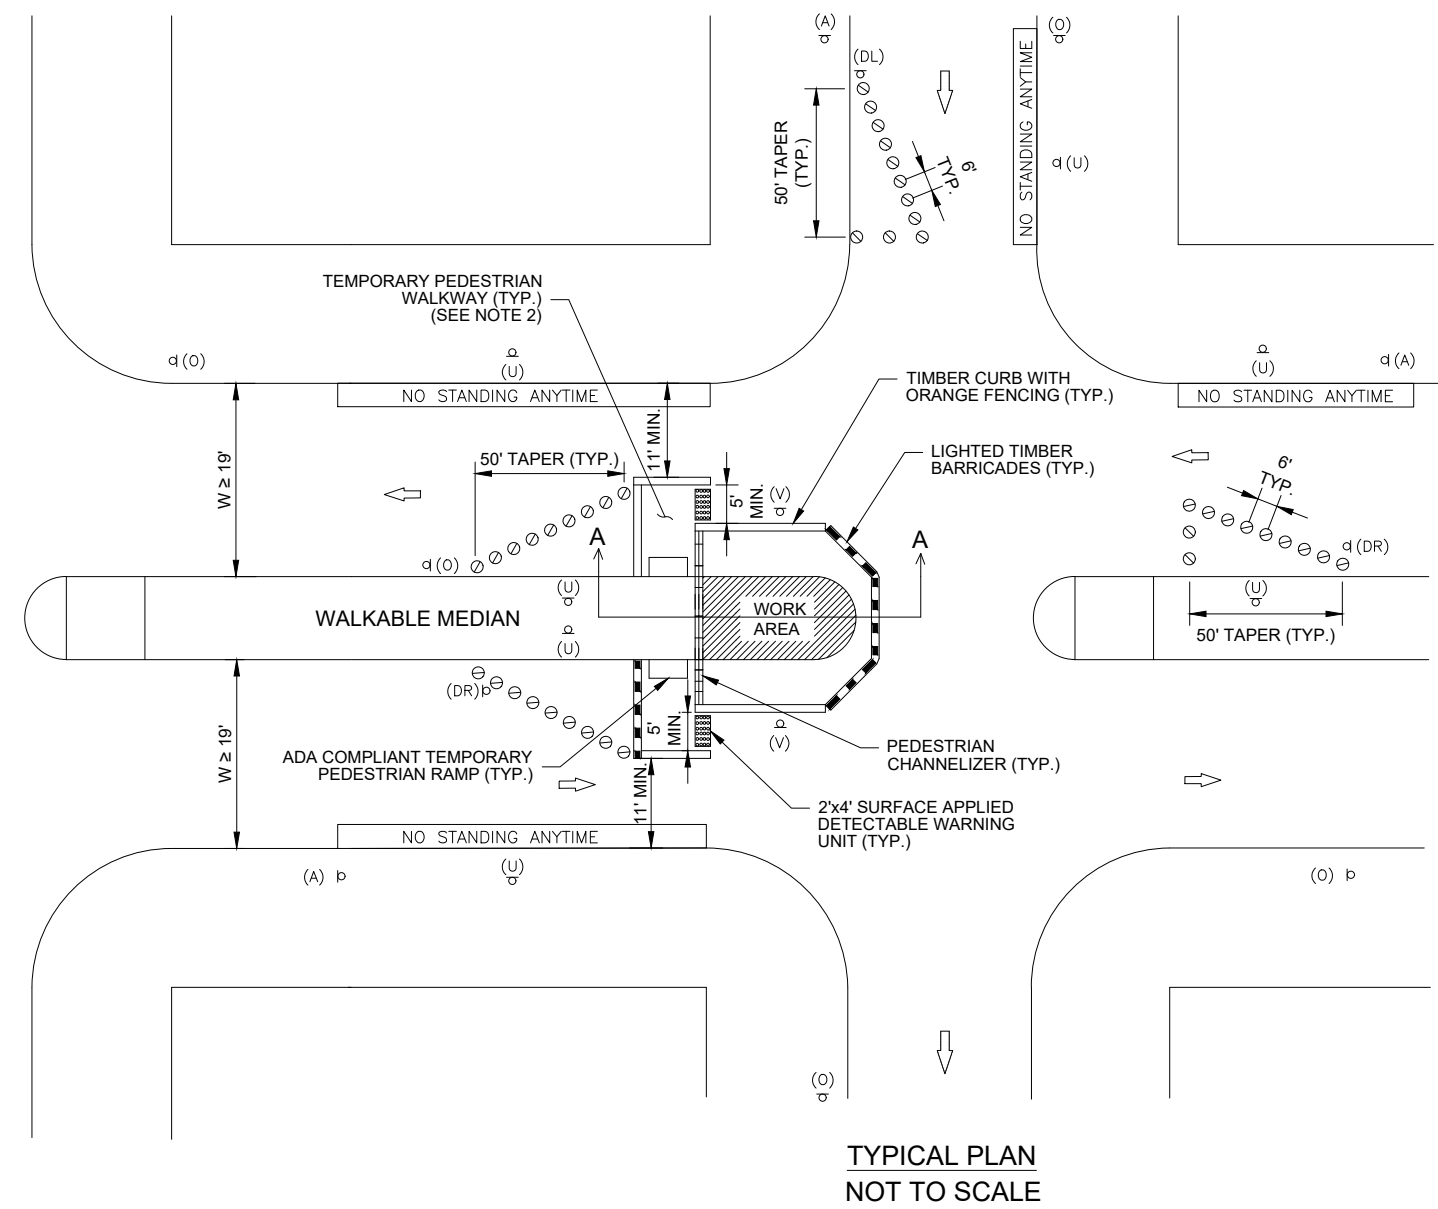 (A)
(O)
(DL)
NO STANDING ANYTIME
50' TAPER
(TYP.)
6'
TYP.
(U)
TEMPORARY PEDESTRIAN
WALKWAY (TYP.)
(SEE NOTE 2)
(O)
(U)
(U)
(A)
NO STANDING ANYTIME
TIMBER CURB WITH
ORANGE FENCING (TYP.)
NO STANDING ANYTIME
11' MIN.
W ≥ 19'
50' TAPER (TYP.)
LIGHTED TIMBER
BARRICADES (TYP.)
6'
TYP.
5'
MIN.
(V)
A
A
(O)
(DR)
WALKABLE MEDIAN
(U)
(U)
WORK
AREA
(U)
50' TAPER (TYP.)
(DR)
W ≥ 19'
5'
MIN.
(V)
ADA COMPLIANT TEMPORARY
PEDESTRIAN RAMP (TYP.)
PEDESTRIAN
CHANNELIZER (TYP.)
11' MIN.
2'x4' SURFACE APPLIED
DETECTABLE WARNING
UNIT (TYP.)
NO STANDING ANYTIME
(A)
(U)
(O)
(O)
TYPICAL PLAN
NOT TO SCALE